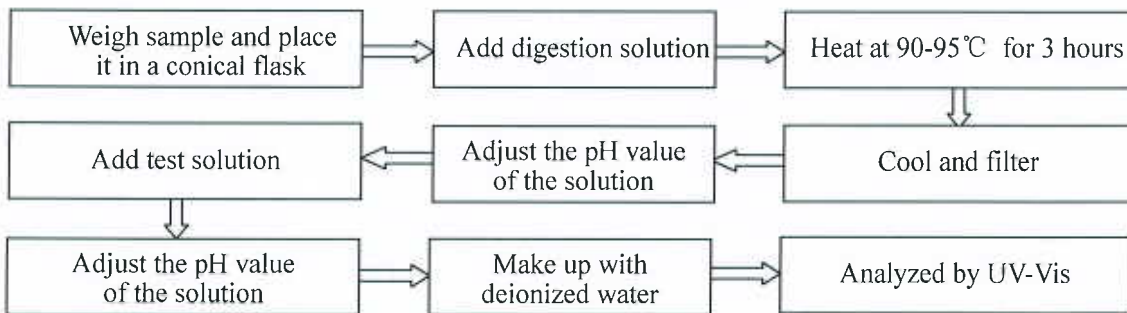 Weigh sample and place
it in a conical flask
Add digestion solution
Heat at 90-95℃ for 3 hours
Cool and filter
Adjust the pH value
of the solution
Add test solution
Adjust the pH value
of the solution
Make up with
deionized water
Analyzed by UV-Vis